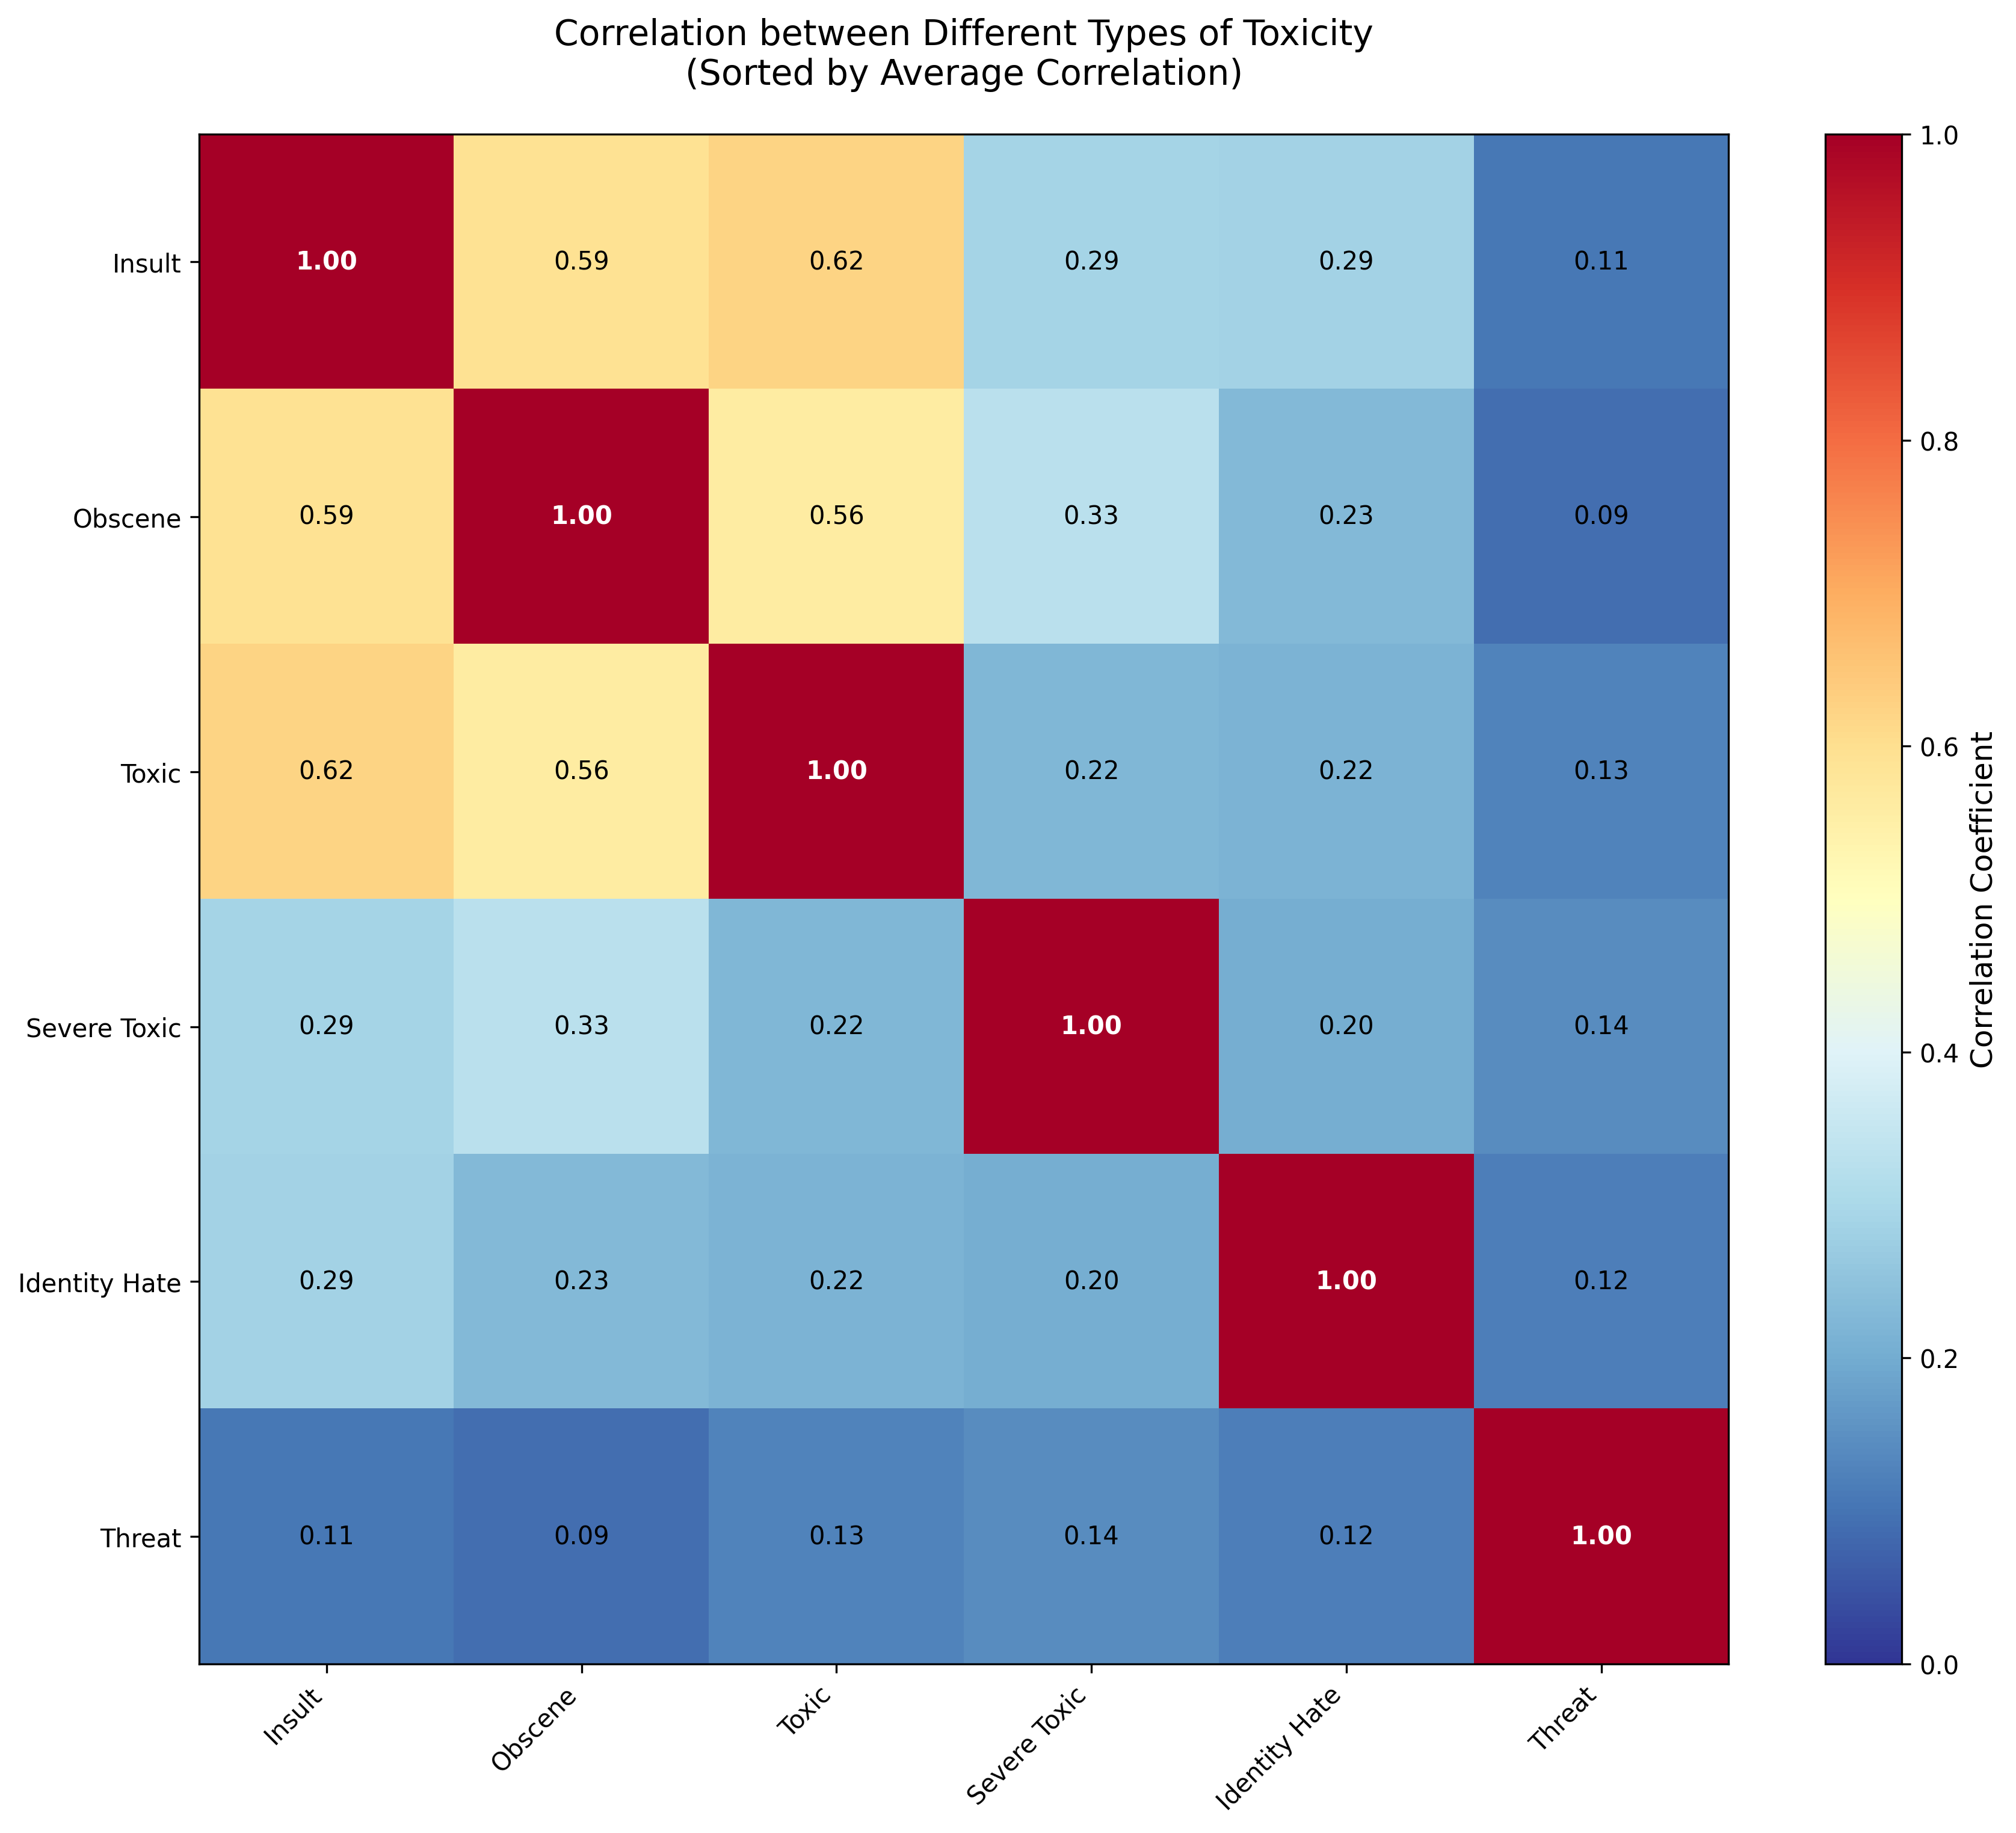 Correlation between Different Types of Toxicity
(Sorted by Average Correlation)
Insult 1.00 0.59 0.62 0.29 0.29 0.11
Obscene 0.59 1.00 0.56 0.33 0.23 0.09
Toxic 0.62 0.56 1.00 0.22 0.22 0.13
Severe Toxic 0.29 0.33 0.22 1.00 0.20 0.14
Identity Hate 0.29 0.23 0.22 0.20 1.00 0.12
Threat 0.11 0.09 0.13 0.14 0.12 1.00
Insult Obscene Toxic Severe Toxic Identity Hate Threat
1.0
0.8
0.6
0.4
0.2
0.0
Correlation Coefficient